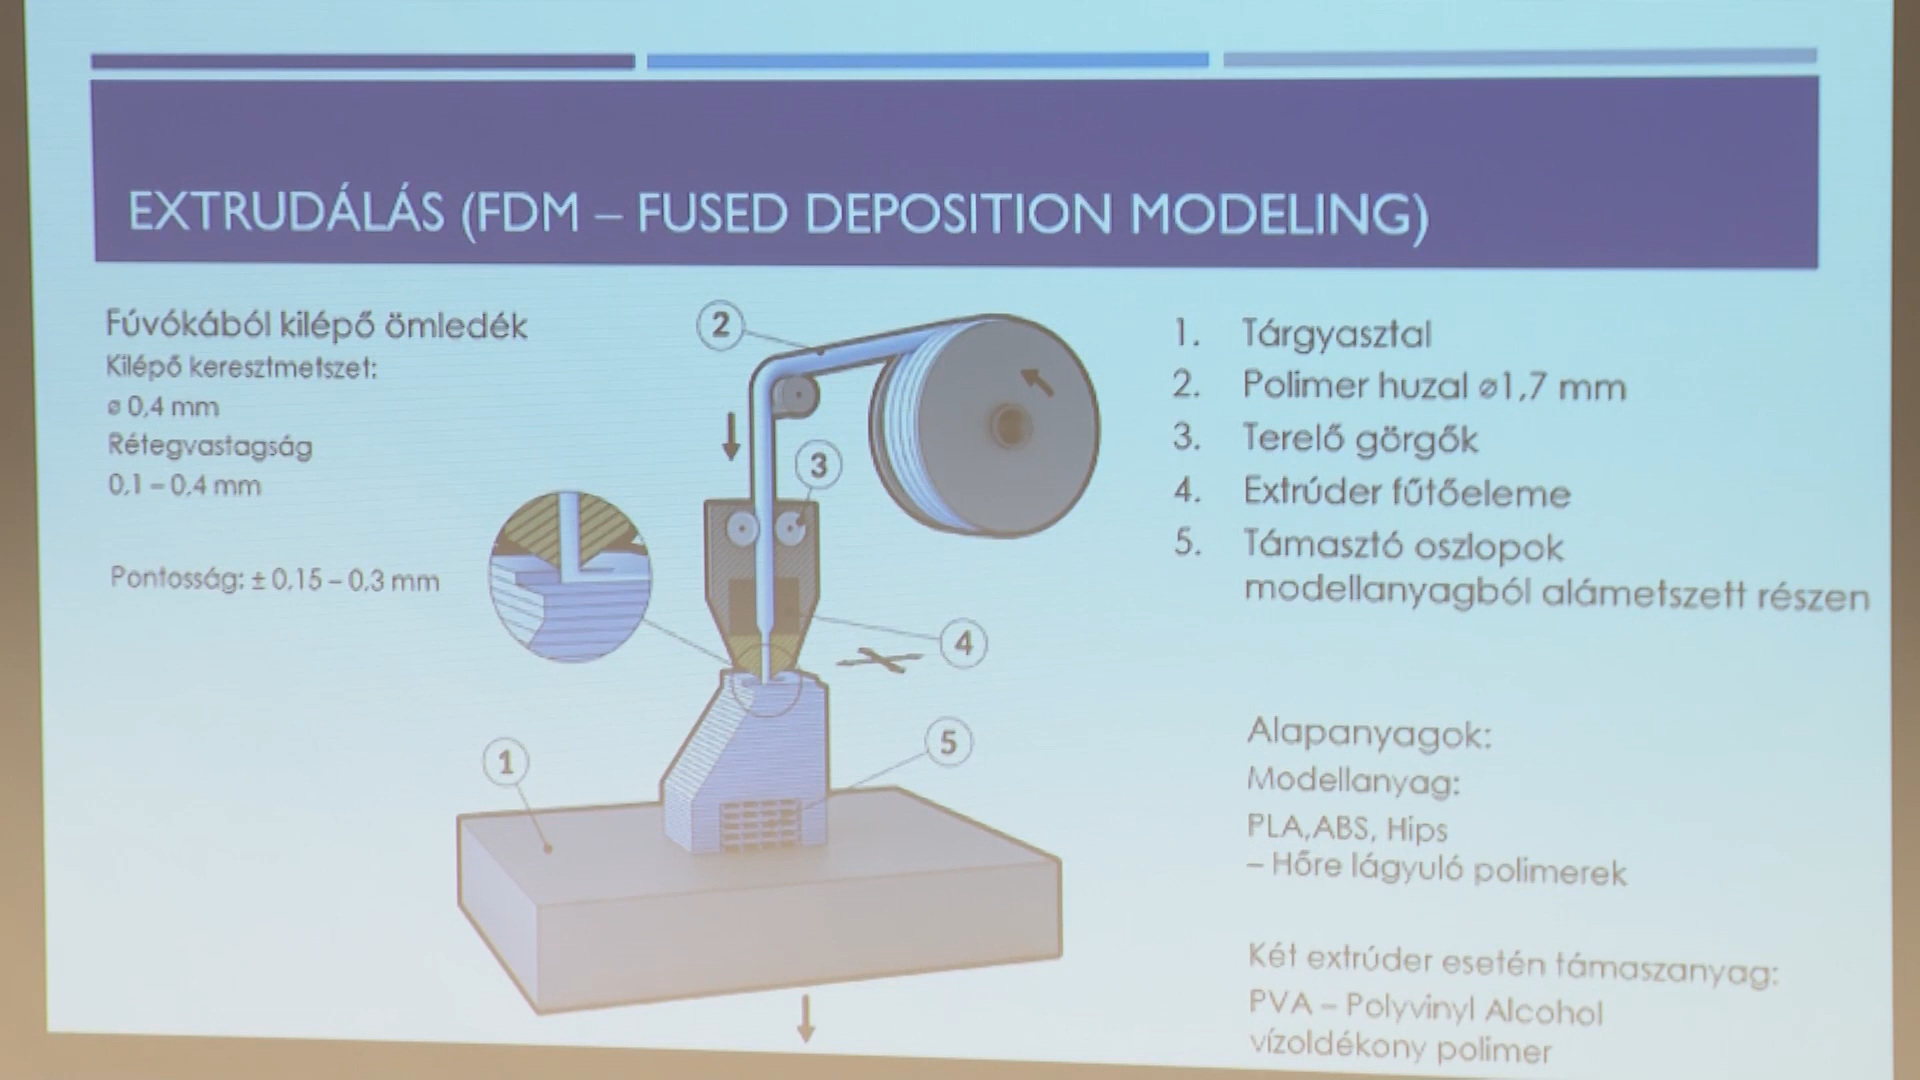 EXTRUDÁLÁS (FDM – FUSED DEPOSITION MODELING)
Fúvókából kilépő ömledék
Kilépő keresztmetszet:
⌀ 0,4 mm
Rétegvastagság
0,1 – 0,4 mm
Pontosság: ± 0,15 – 0,3 mm
2
3
4
5
1
1. Tárgyasztal
2. Polimer huzal ⌀1,7 mm
3. Terelő görgők
4. Extrúder fűtőeleme
5. Támasztó oszlopok
modellanyagból alámetszett részen
Alapanyagok:
Modellanyag:
PLA,ABS, Hips
– Hőre lágyuló polimerek
Két extrúder esetén támaszanyag:
PVA – Polyvinyl Alcohol
vízoldékony polimer